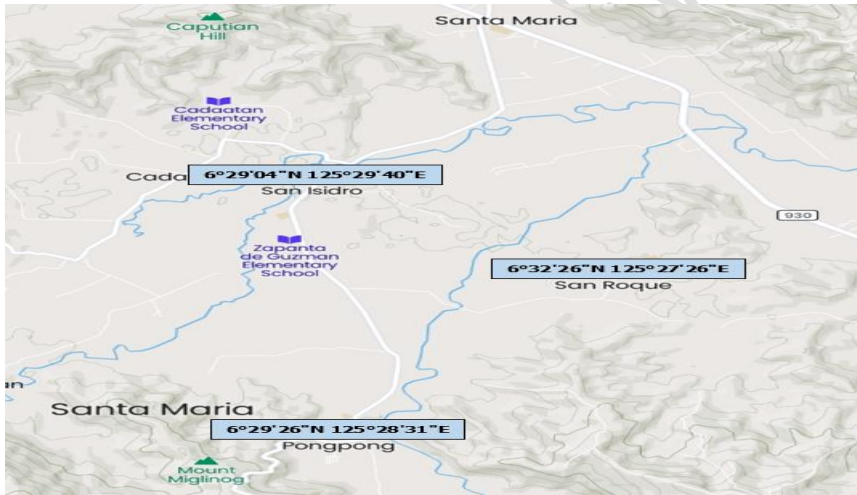 Santa Maria
Caputian
Hill
Cadaatan
Elementary
School
Cada
6°29'04"N 125°29'40"E
San Isidro
930
Zapanta
de Guzman
Elementary
School
6°32'26"N 125°27'26"E
San Roque
an
Santa Maria
6°29'26"N 125°28'31"E
Pongpong
Mount
Miglinog